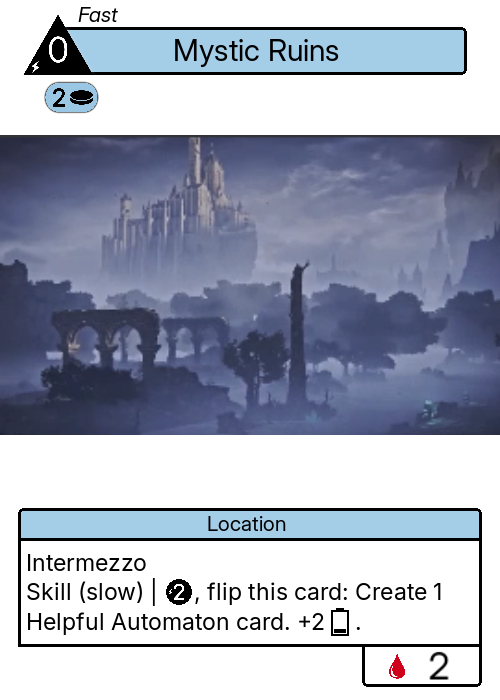 Fast
0
Mystic Ruins
2
Location
Intermezzo
Skill (slow) | 2, flip this card: Create 1
Helpful Automaton card. +2 .
2